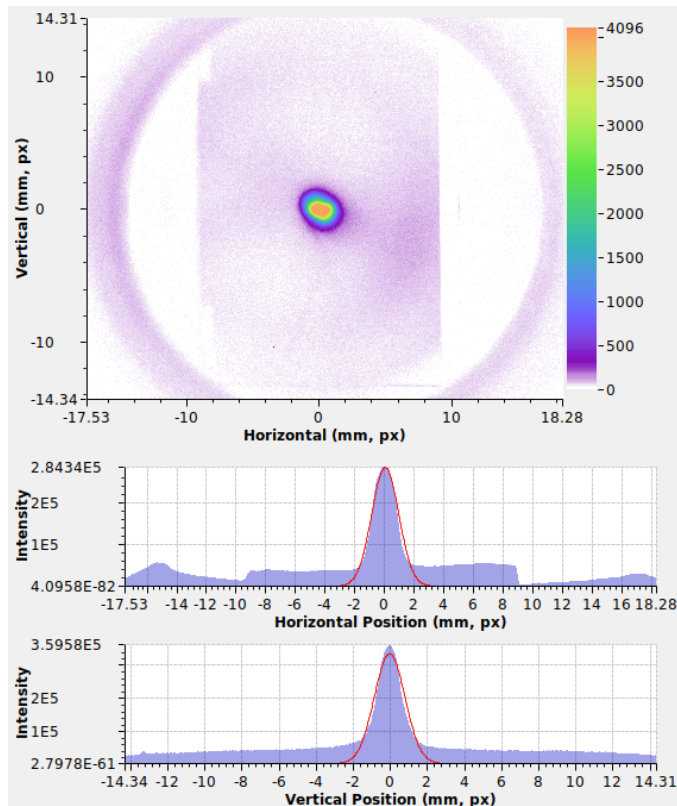 14.31
10
0
-10
-14.34
Vertical (mm, px)
-17.53 -10 0 10 18.28
Horizontal (mm, px)
4096
3500
3000
2500
2000
1500
1000
500
0
2.8434E5
2E5
1E5
4.0958E-82
Intensity
-17.53 -14 -12 -10 -8 -6 -4 -2 0 2 4 6 8 10 12 14 18.28
Horizontal Position (mm, px)
3.5958E5
2E5
1E5
2.7978E-61
Intensity
-14.34 -12 -10 -8 -6 -4 -2 0 2 4 6 8 10 12 14.31
Vertical Position (mm, px)